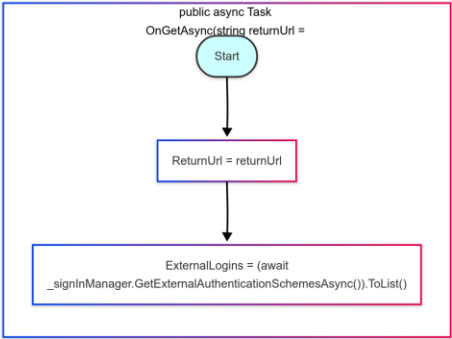 public async Task
OnGetAsync(string returnUrl =
Start
ReturnUrl = returnUrl
ExternalLogins = (await
_signInManager.GetExternalAuthenticationSchemesAsync()).ToList()